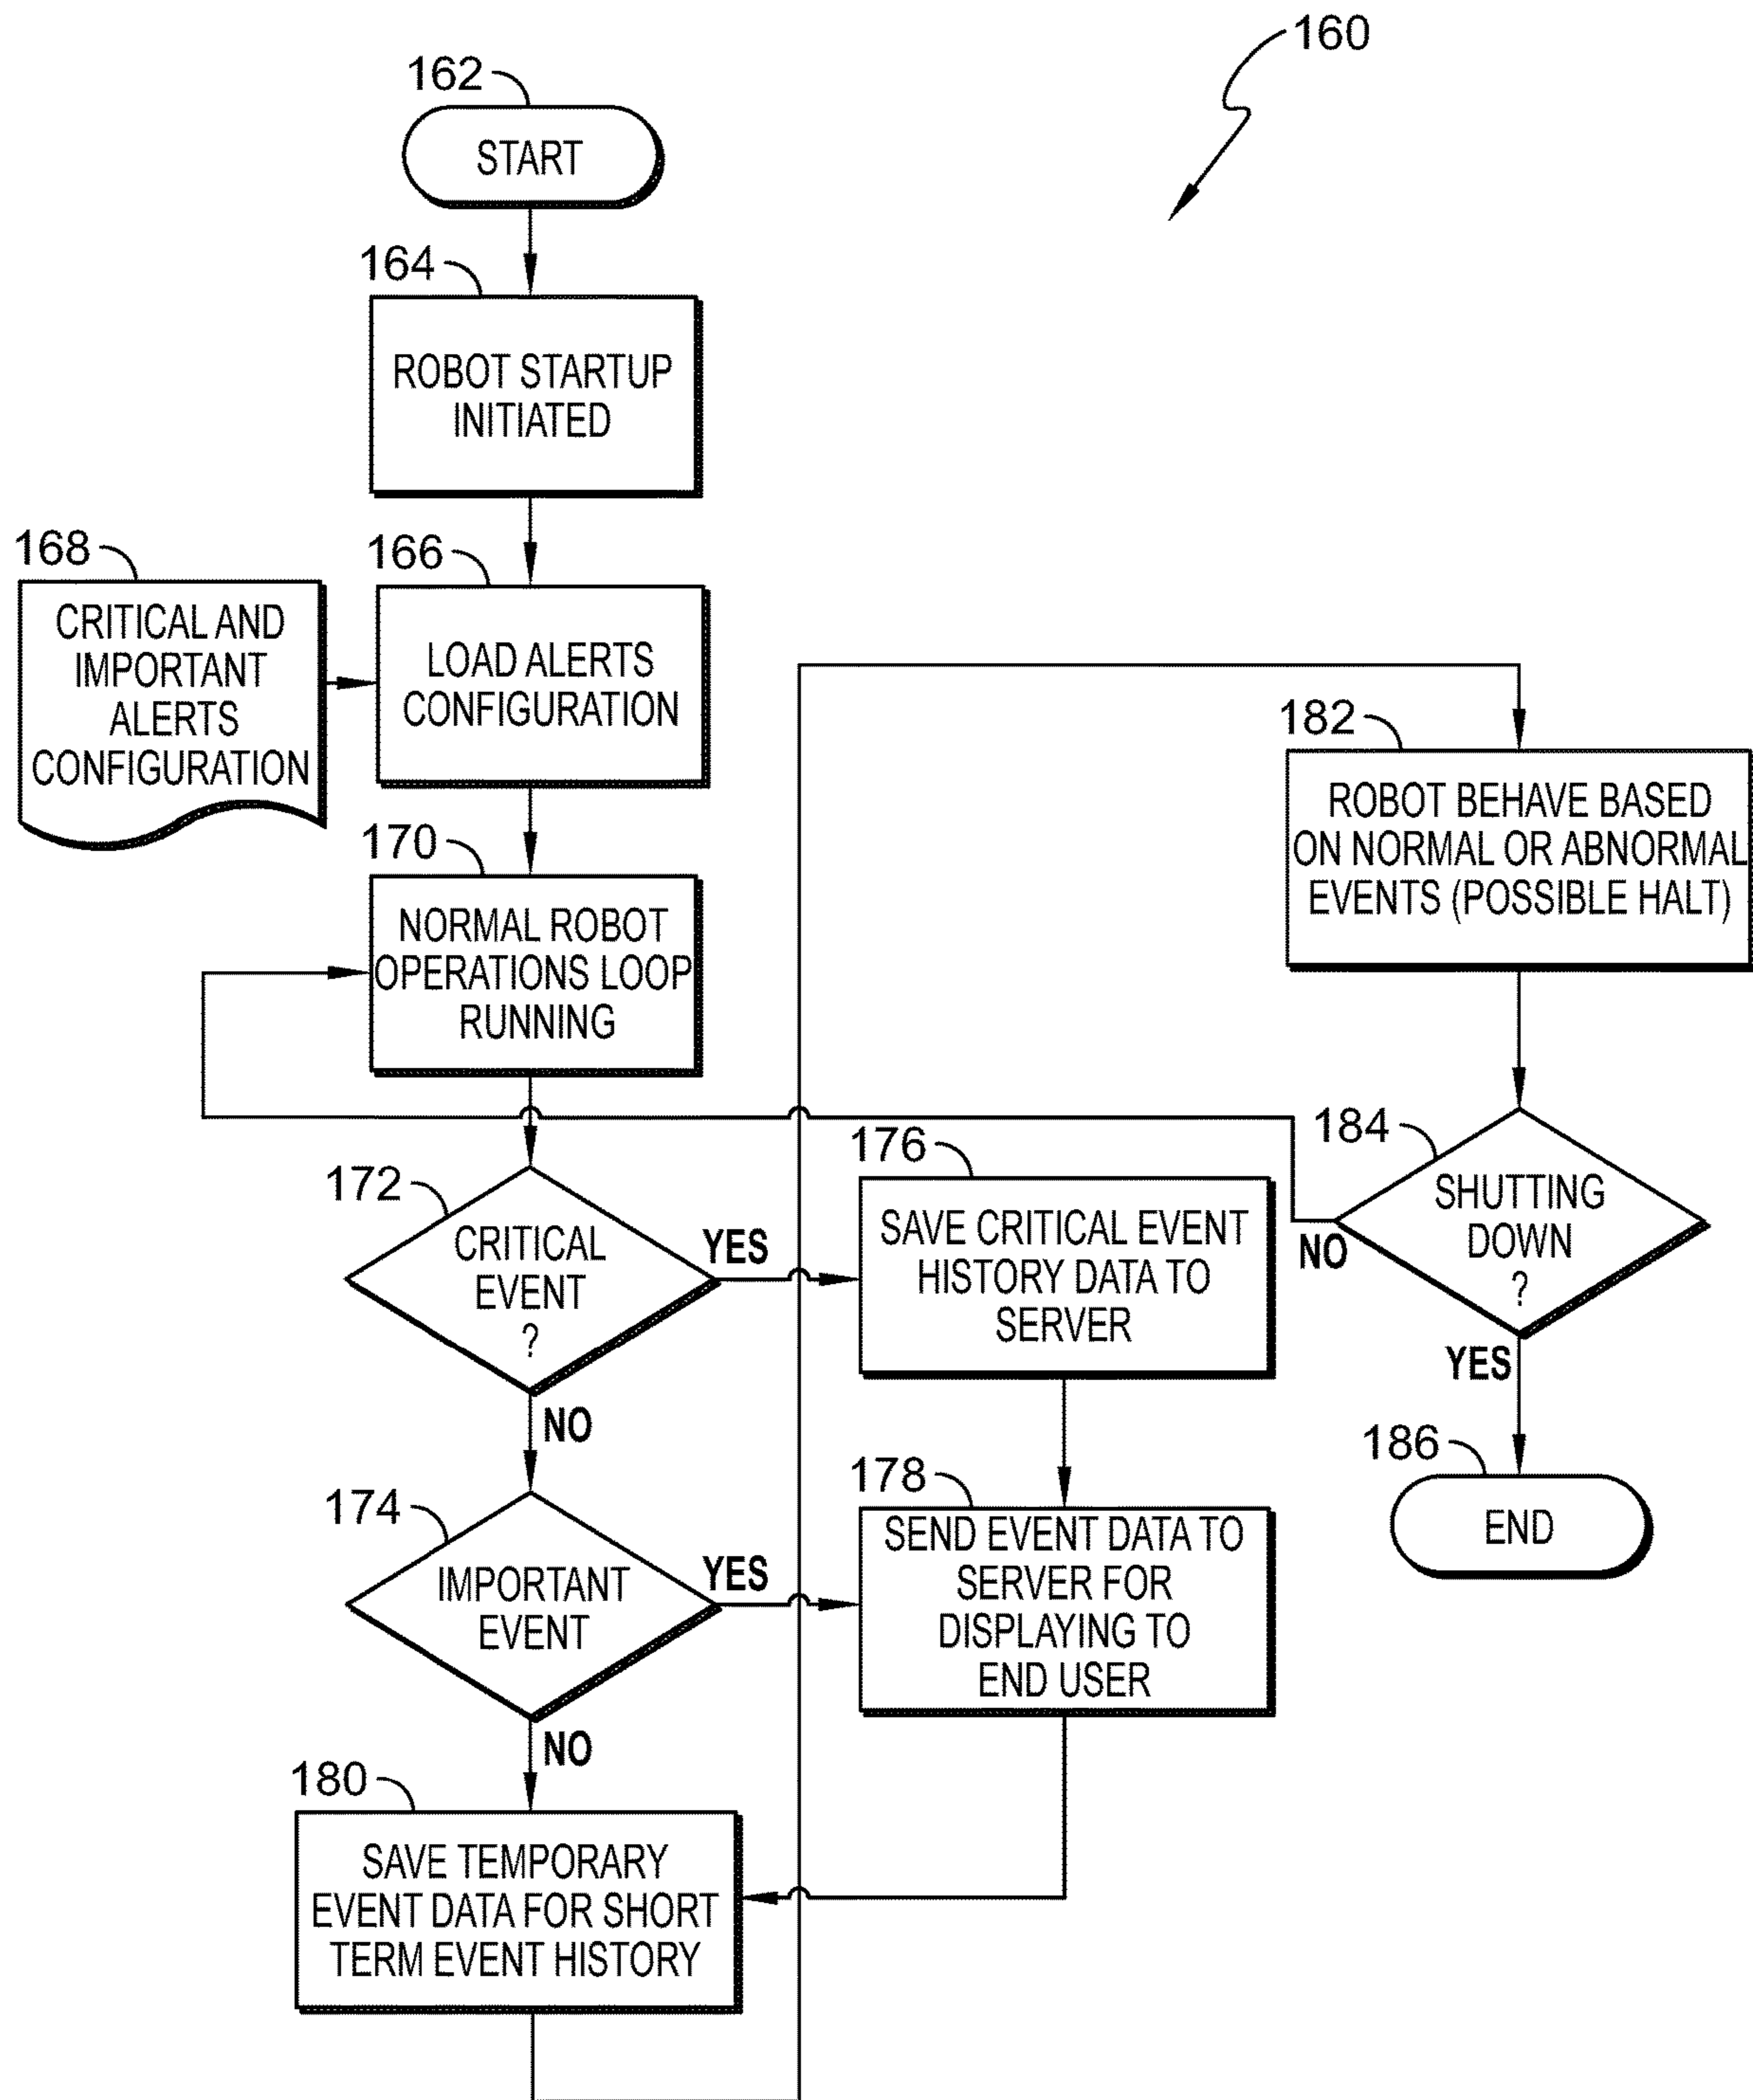 160
162
START
164
ROBOT STARTUP
INITIATED
168
CRITICAL AND
IMPORTANT
ALERTS
CONFIGURATION
166
LOAD ALERTS
CONFIGURATION
170
NORMAL ROBOT
OPERATIONS LOOP
RUNNING
172
CRITICAL
EVENT
?
YES
NO
176
SAVE CRITICAL EVENT
HISTORY DATA TO
SERVER
174
IMPORTANT
EVENT
YES
NO
178
SEND EVENT DATA TO
SERVER FOR
DISPLAYING TO
END USER
180
SAVE TEMPORARY
EVENT DATA FOR SHORT
TERM EVENT HISTORY
182
ROBOT BEHAVE BASED
ON NORMAL OR ABNORMAL
EVENTS (POSSIBLE HALT)
184
SHUTTING
DOWN
?
NO
YES
186
END